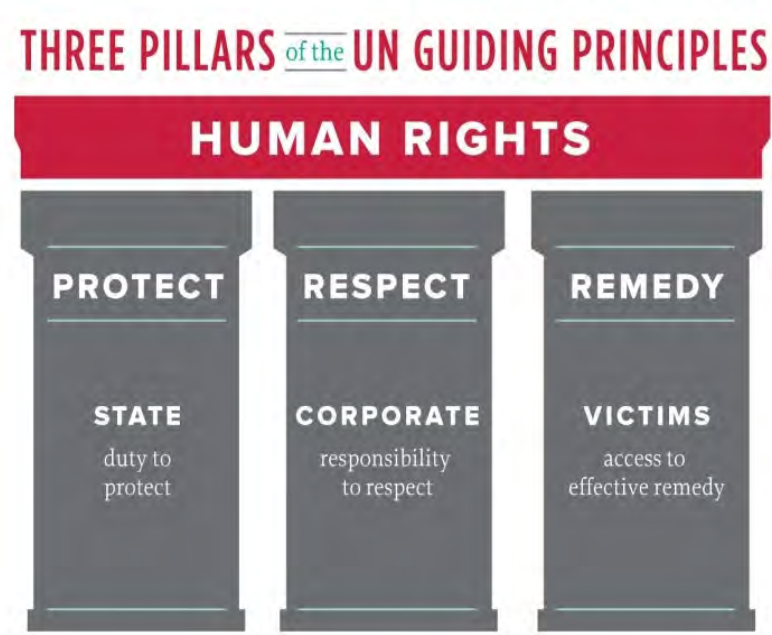 THREE PILLARS of the UN GUIDING PRINCIPLES
HUMAN RIGHTS
PROTECT
STATE
duty to
protect
RESPECT
CORPORATE
responsibility
to respect
REMEDY
VICTIMS
access to
effective remedy